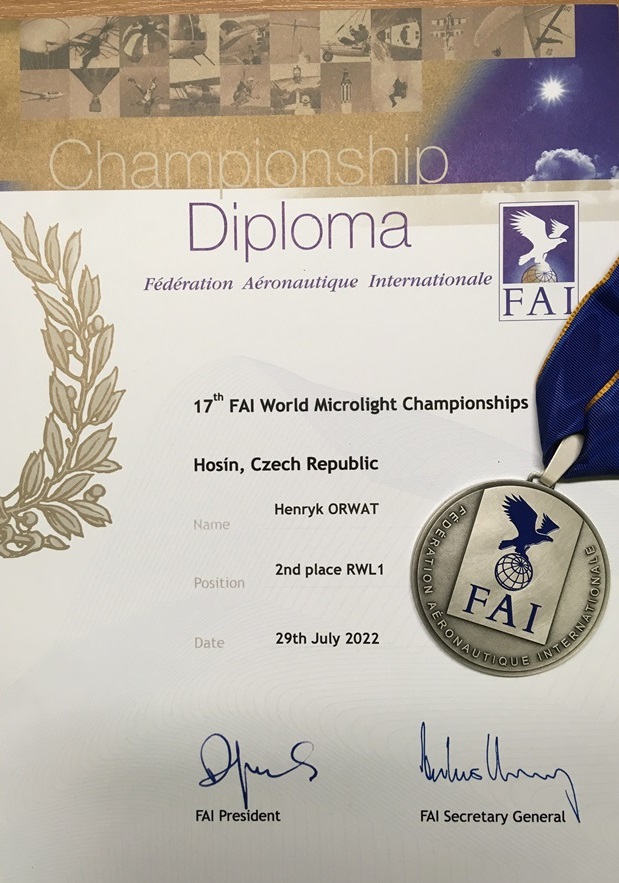 Championship
Diploma
Fédération Aéronautique Internationale
FAI
17th FAI World Microlight Championships
Hosín, Czech Republic
Name
Henryk ORWAT
Position
2nd place RWL1
Date
29th July 2022
FAI
FÉDÉRATION AÉRONAUTIQUE INTERNATIONALE
FAI President
FAI Secretary General